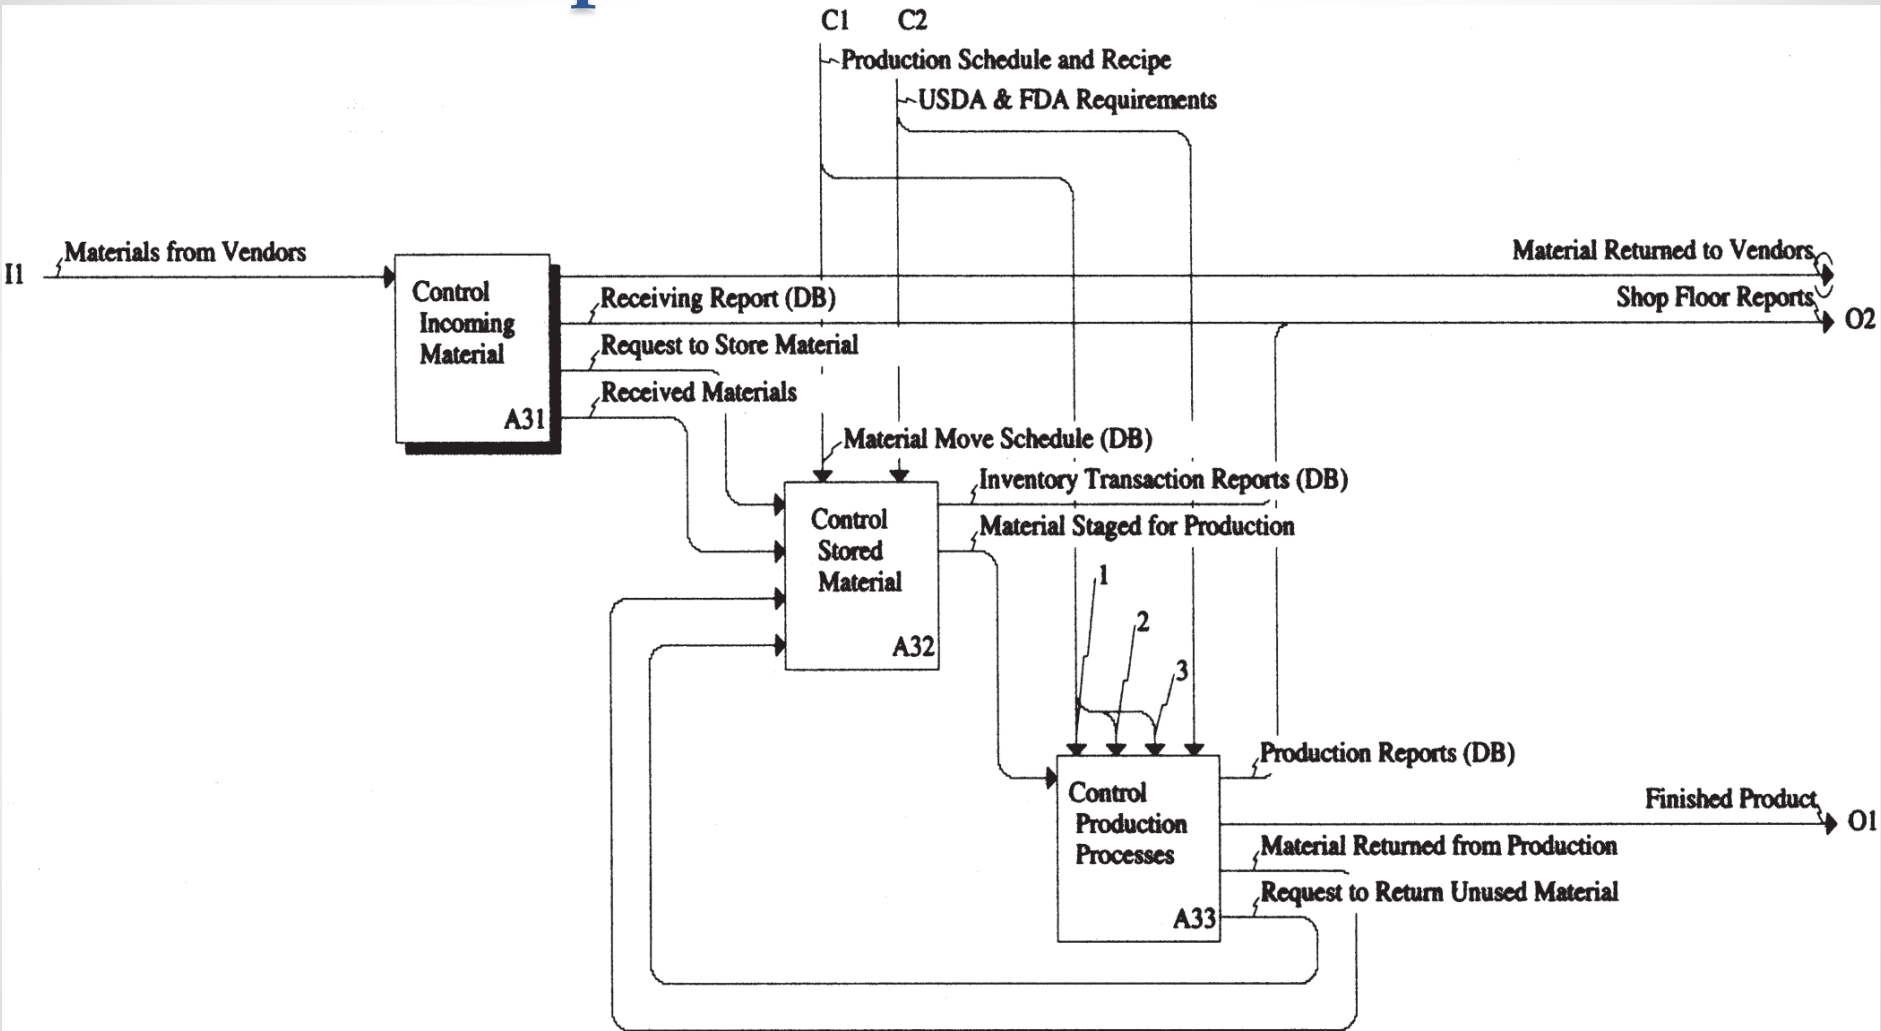 C1 C2
Production Schedule and Recipe
USDA & FDA Requirements
I1
Materials from Vendors
Material Returned to Vendors
Control
Incoming
Material
A31
Receiving Report (DB)
Shop Floor Reports
O2
Request to Store Material
Received Materials
Material Move Schedule (DB)
Inventory Transaction Reports (DB)
Material Staged for Production
Control
Stored
Material
A32
1
2
3
Production Reports (DB)
Control
Production
Processes
A33
Finished Product
O1
Material Returned from Production
Request to Return Unused Material